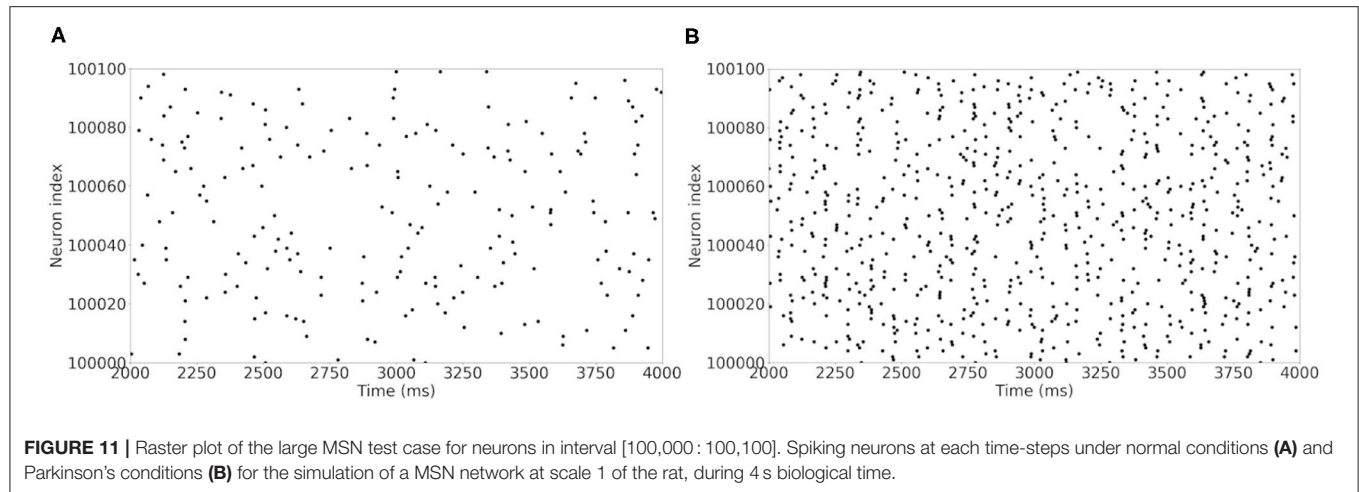 A
B
100100
100080
100060
100040
100020
100000
Neuron index
2000 2250 2500 2750 3000 3250 3500 3750 4000
Time (ms)
100100
100080
100060
100040
100020
100000
Neuron index
2000 2250 2500 2750 3000 3250 3500 3750 4000
Time (ms)
FIGURE 11 | Raster plot of the large MSN test case for neurons in interval [100,000 : 100,100]. Spiking neurons at each time-steps under normal conditions (A) and
Parkinson's conditions (B) for the simulation of a MSN network at scale 1 of the rat, during 4 s biological time.